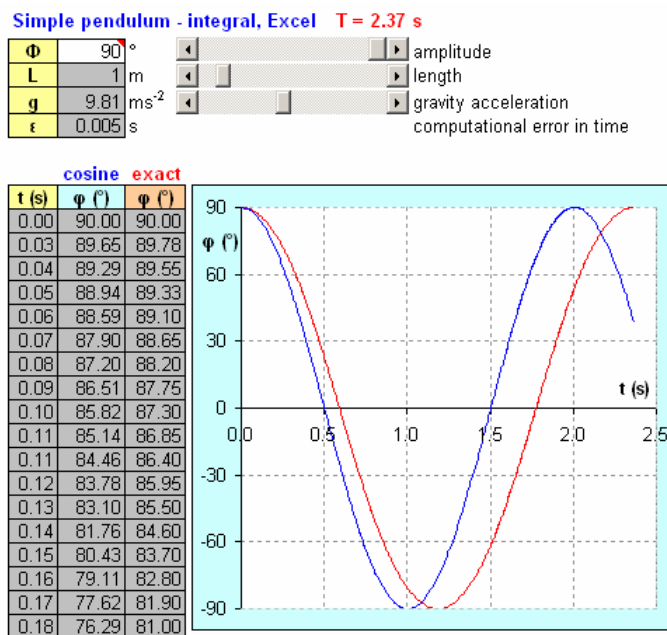 Simple pendulum - integral, Excel T = 2.37 s
Φ 90 ° amplitude
L 1 m length
g 9.81 ms-2 gravity acceleration
ε 0.005 s computational error in time
cosine exact
t (s) φ (°) φ (°)
0.00 90.00 90.00
0.03 89.65 89.78
0.04 89.29 89.55
0.05 88.94 89.33
0.06 88.59 89.10
0.07 87.90 88.65
0.08 87.20 88.20
0.09 86.51 87.75
0.10 85.82 87.30
0.11 85.14 86.85
0.11 84.46 86.40
0.12 83.78 85.95
0.13 83.10 85.50
0.14 81.76 84.60
0.15 80.43 83.70
0.16 79.11 82.80
0.17 77.62 81.90
0.18 76.29 81.00
90
φ (°)
60
30
t (s)
0
0.0 0.5 1.0 1.5 2.0 2.5
-30
-60
-90